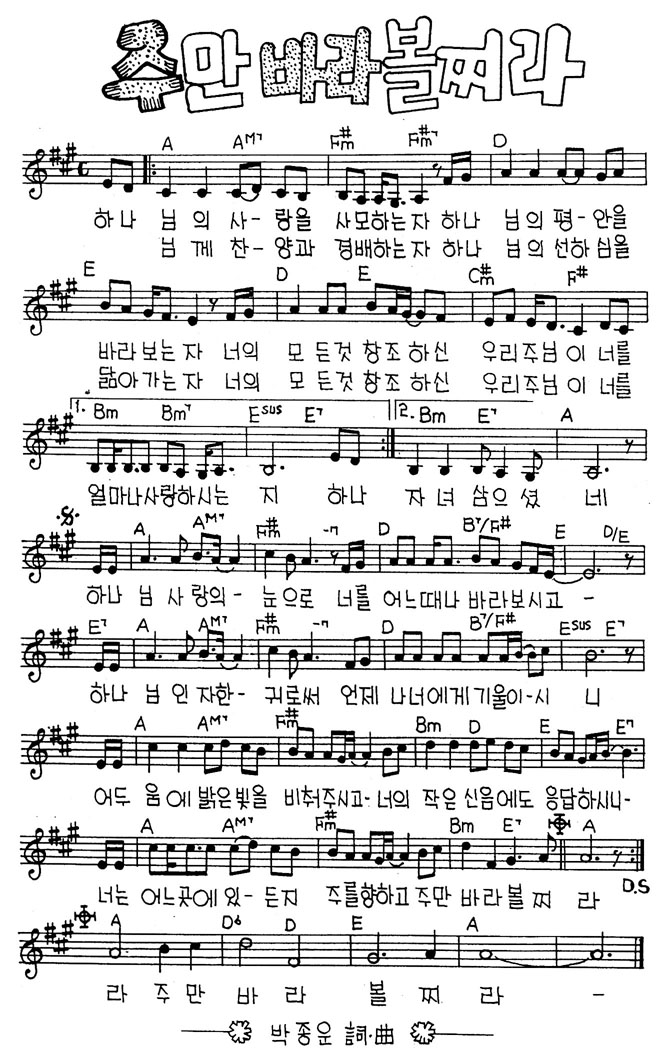 주만 바라볼찌라
A AM7 F#m F#m7 D
하나 님의 사- 랑을 사모하는자 하나 님의 평-안을
님께 찬-양과 경배하는자 하나 님의 선하심을
E D E C#m F#
바라보는자 너의 모든것 창조하신 우리주님이 너를
닮아가는자 너의 모든것 창조하신 우리주님이 너를
1. Bm Bm7 Esus E7 2. Bm E7 A
얼마나사랑하시는 지 하나 자녀 삼으셨 네
A AM7 F#m -7 D B7/F# E D/E
하나 님 사랑의- 눈으로 너를 어느때나 바라보시고 -
E7 A AM7 F#m -7 D B7/F# Esus E7
하나 님 인자한- 귀로써 언제나너에게기울이-시 니
A AM7 F#m Bm D E E7
어두 움에 밝은빛을 비춰주시고-너의 작은신음에도 응답하시니-
A AM7 F#m Bm E7 A
너는 어느곳에있- 든지 주를향하고주만 바라볼찌 라
D.S
A D6 D E A
라 주만 바 라 볼 찌 라 -
박종운 詞·曲